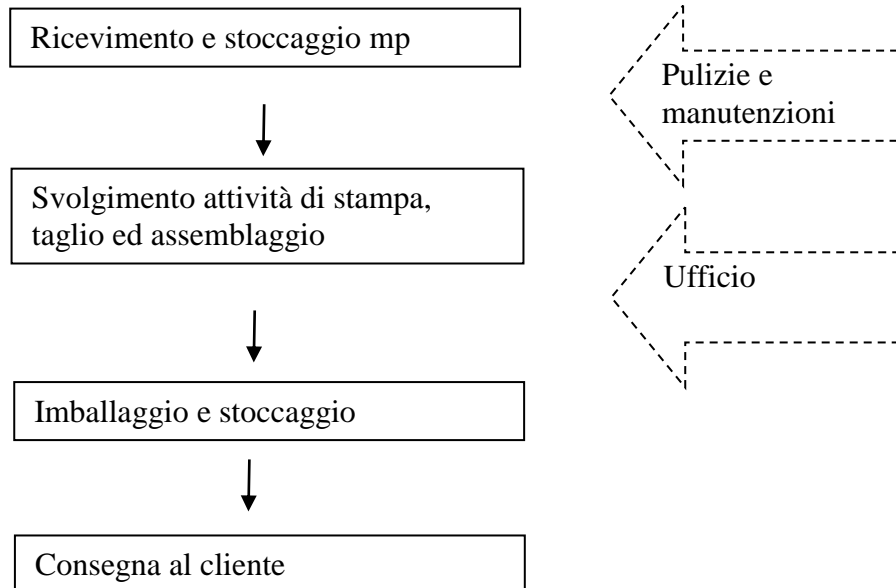 Ricevimento e stoccaggio mp
Pulizie e
manutenzioni
Svolgimento attività di stampa,
taglio ed assemblaggio
Ufficio
Imballaggio e stoccaggio
Consegna al cliente